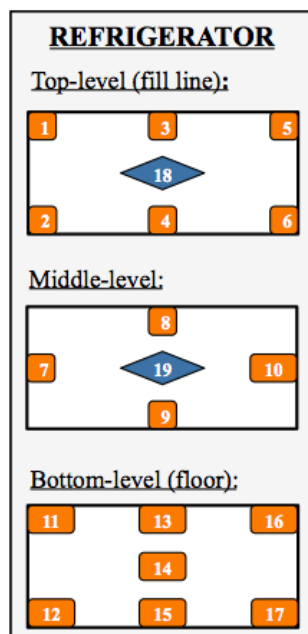 REFRIGERATOR
Top-level (fill line):
1 3 5
18
2 4 6
Middle-level:
8
7 19 10
9
Bottom-level (floor):
11 13 16
14
12 15 17